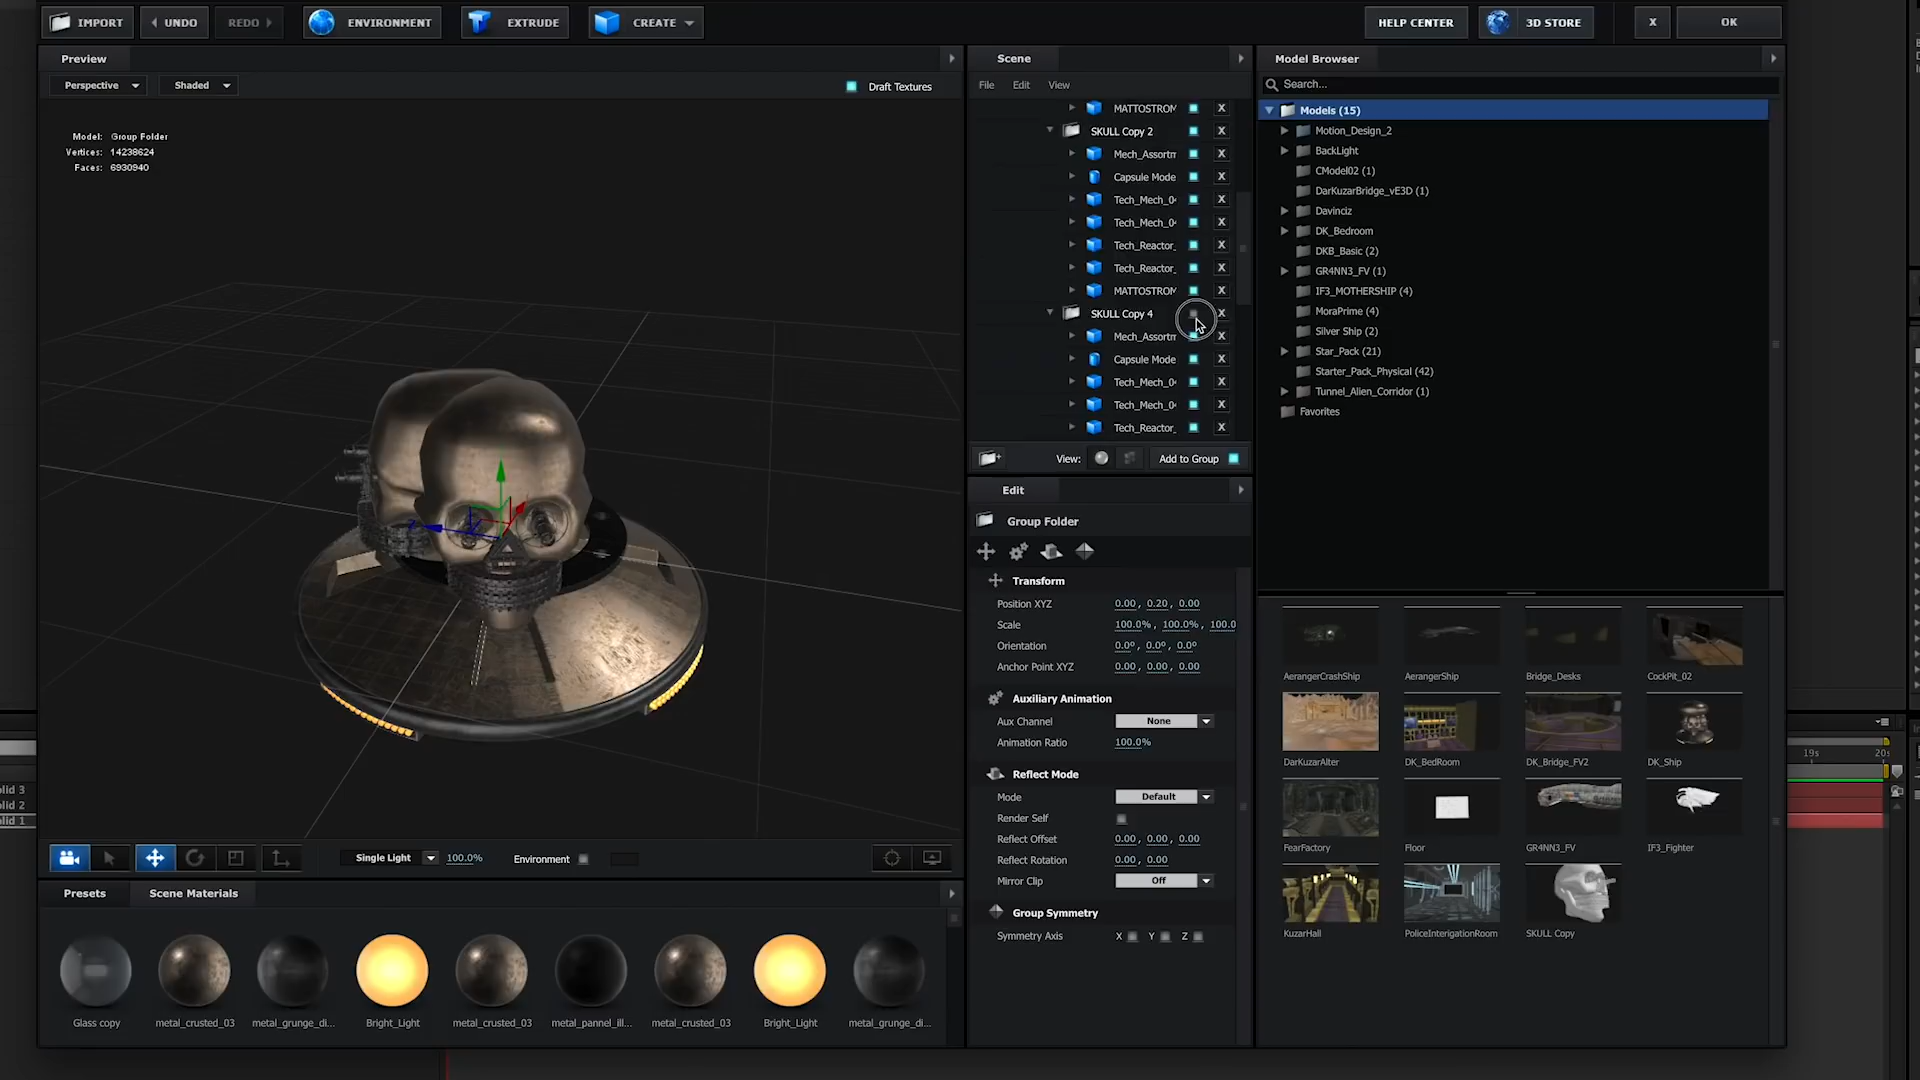 IMPORT
UNDO
REDO
ENVIRONMENT
EXTRUDE
CREATE
HELP CENTER
3D STORE
X
OK
Preview
Perspective
Shaded
Draft Textures
Model: Group Folder
Vertices: 14238624
Faces: 6930940
Single Light
100.0%
Environment
Presets
Scene Materials
Glass copy
metal_crusted_03
metal_grunge_di...
Bright_Light
metal_crusted_03
metal_pannel_ill...
metal_crusted_03
Bright_Light
metal_grunge_di...
Scene
File
Edit
View
MATTOSTROM X
SKULL Copy 2 X
Mech_Assortm X
Capsule Mode X
Tech_Mech_0 X
Tech_Mech_0 X
Tech_Reactor_ X
Tech_Reactor_ X
MATTOSTROM X
SKULL Copy 4 X
Mech_Assortm X
Capsule Mode X
Tech_Mech_0 X
Tech_Mech_0 X
Tech_Reactor_ X
View:
Add to Group
Edit
Group Folder
Transform
Position XYZ 0.00, 0.20, 0.00
Scale 100.0%, 100.0%, 100.0
Orientation 0.0°, 0.0°, 0.0°
Anchor Point XYZ 0.00, 0.00, 0.00
Auxiliary Animation
Aux Channel None
Animation Ratio 100.0%
Reflect Mode
Mode Default
Render Self
Reflect Offset 0.00, 0.00, 0.00
Reflect Rotation 0.00, 0.00
Mirror Clip Off
Group Symmetry
Symmetry Axis X Y Z
Model Browser
Search...
Models (15)
Motion_Design_2
BackLight
CModel02 (1)
DarKuzarBridge_vE3D (1)
Davinciz
DK_Bedroom
DKB_Basic (2)
GR4NN3_FV (1)
IF3_MOTHERSHIP (4)
MoraPrime (4)
Silver Ship (2)
Star_Pack (21)
Starter_Pack_Physical (42)
Tunnel_Alien_Corridor (1)
Favorites
AerangerCrashShip
AerangerShip
Bridge_Desks
CockPit_02
DarKuzarAlter
DK_BedRoom
DK_Bridge_FV2
DK_Ship
FearFactory
Floor
GR4NN3_FV
IF3_Fighter
KuzarHall
PoliceInterigationRoom
SKULL Copy
olid 3
olid 2
olid 1
19s
20s